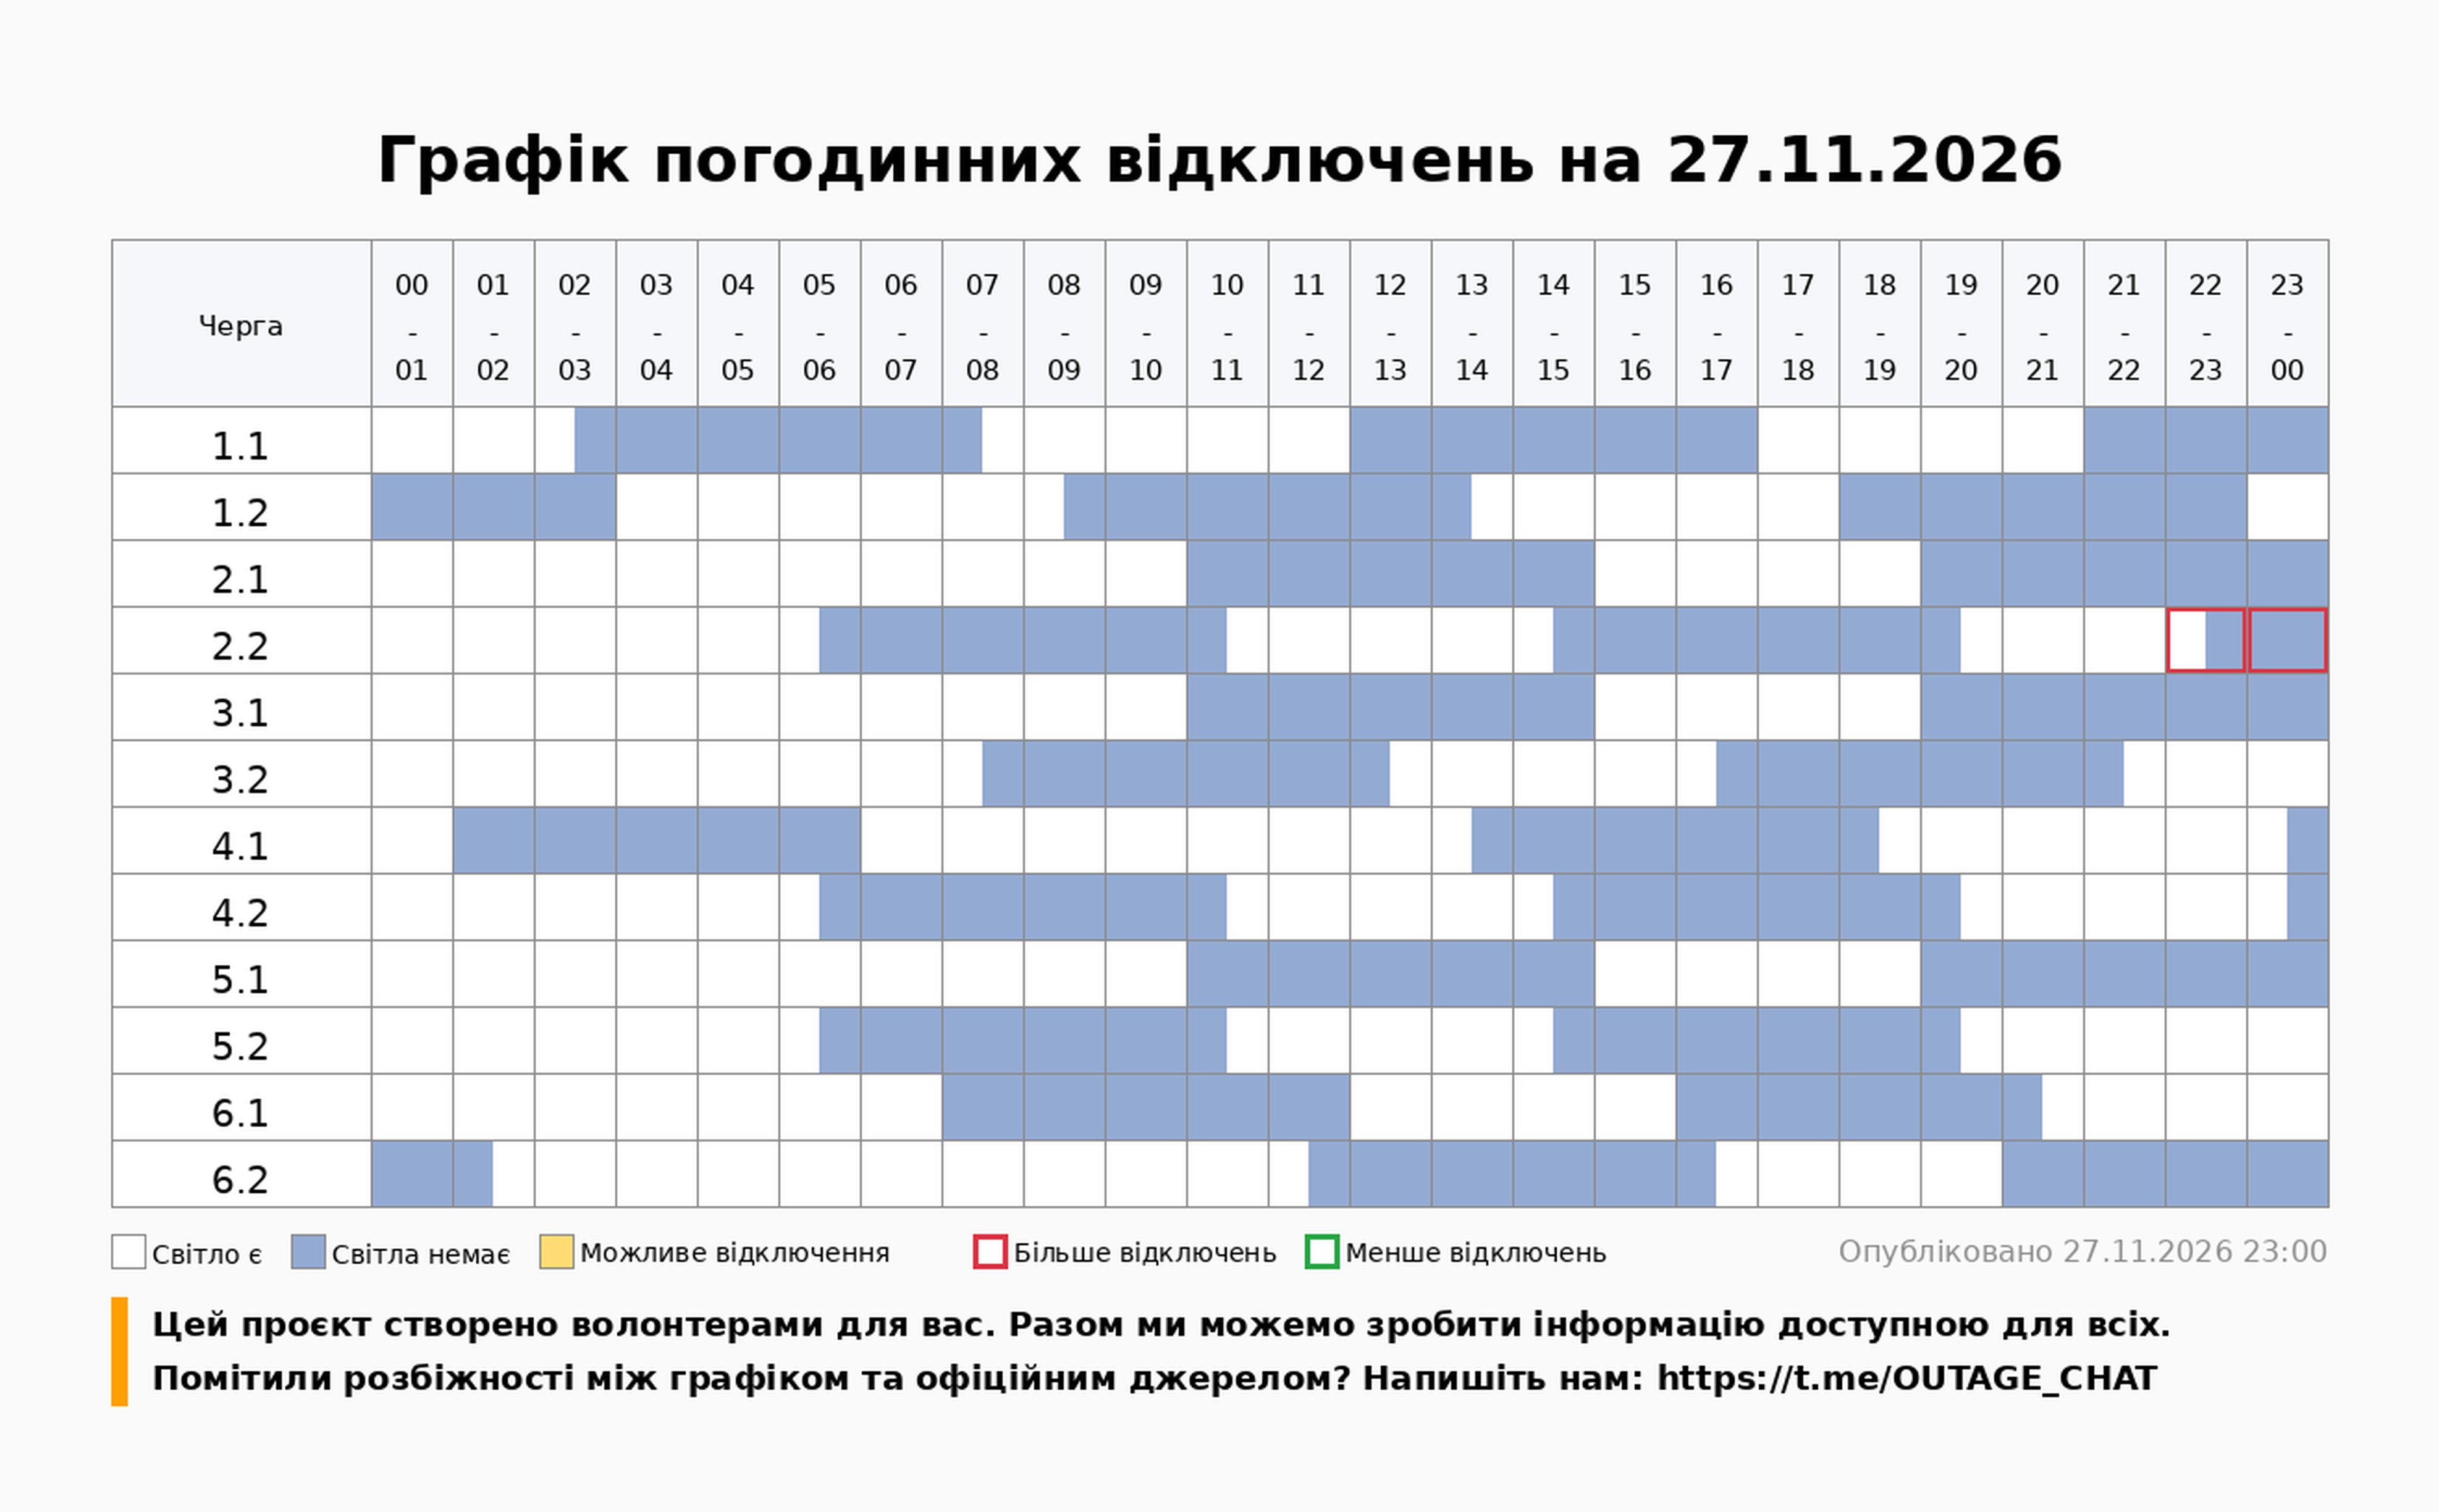 Графік погодинних відключень на 27.11.2026
Черга
00 - 01
01 - 02
02 - 03
03 - 04
04 - 05
05 - 06
06 - 07
07 - 08
08 - 09
09 - 10
10 - 11
11 - 12
12 - 13
13 - 14
14 - 15
15 - 16
16 - 17
17 - 18
18 - 19
19 - 20
20 - 21
21 - 22
22 - 23
23 - 00
1.1
1.2
2.1
2.2
3.1
3.2
4.1
4.2
5.1
5.2
6.1
6.2
Світло є
Світла немає
Можливе відключення
Більше відключень
Менше відключень
Опубліковано 27.11.2026 23:00
Цей проєкт створено волонтерами для вас. Разом ми можемо зробити інформацію доступною для всіх.
Помітили розбіжності між графіком та офіційним джерелом? Напишіть нам: https://t.me/OUTAGE_CHAT